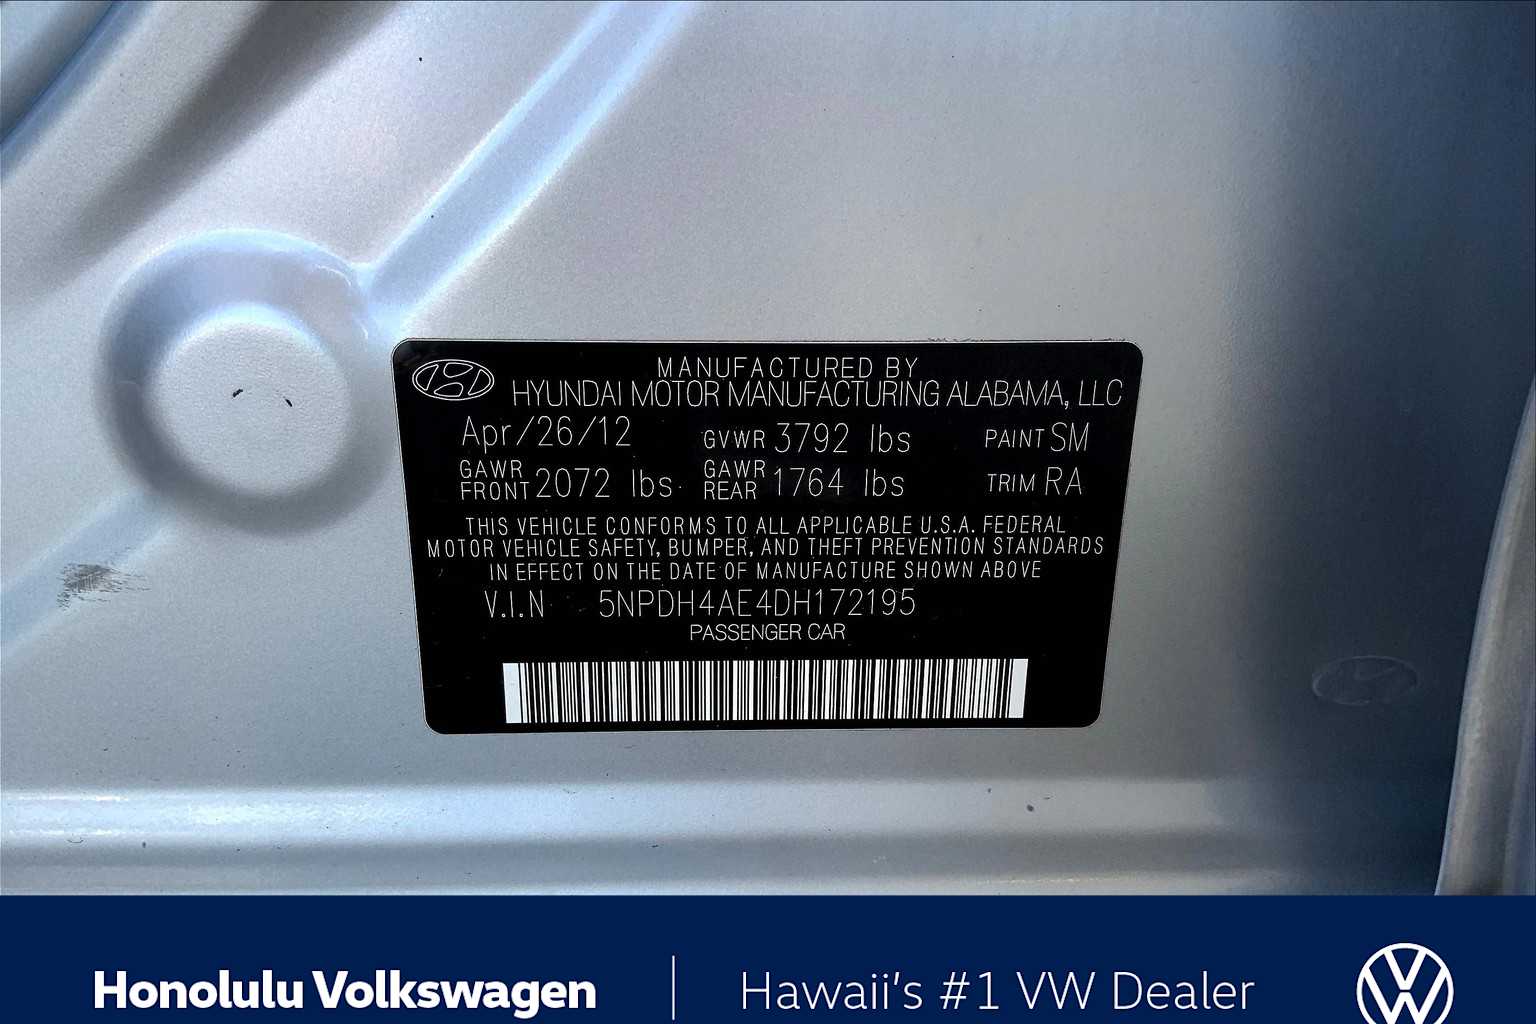 MANUFACTURED BY
HYUNDAI MOTOR MANUFACTURING ALABAMA, LLC
Apr/26/12 GVWR 3792 lbs PAINT SM
GAWR FRONT 2072 lbs GAWR REAR 1764 lbs TRIM RA
THIS VEHICLE CONFORMS TO ALL APPLICABLE U.S.A. FEDERAL
MOTOR VEHICLE SAFETY, BUMPER, AND THEFT PREVENTION STANDARDS
IN EFFECT ON THE DATE OF MANUFACTURE SHOWN ABOVE
V.I.N 5NPDH4AE4DH172195
PASSENGER CAR
Honolulu Volkswagen | Hawaii's #1 VW Dealer